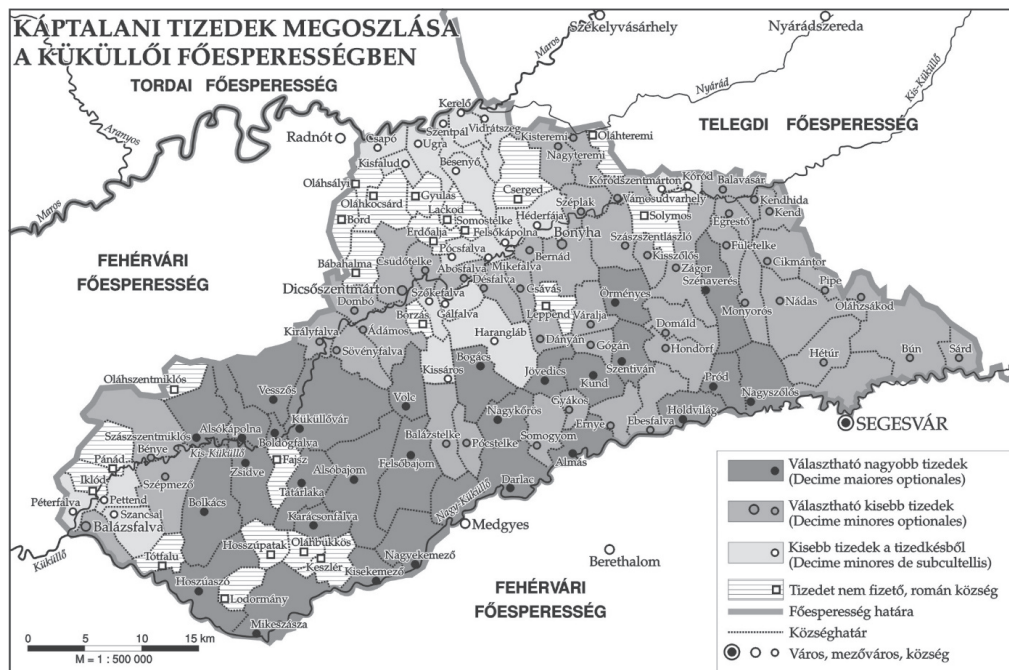 KÁPTALANI TIZEDEK MEGOSZLÁSA
A KÜKÜLLŐI FŐESPERESSÉGBEN
TORDAI FŐESPERESSÉG
Székelyvásárhely
Nyárádszereda
Maros
Nyárád
Kis-Küküllő
Aranyos
TELEGDI FŐESPERESSÉG
Radnót
Kerelő
Szentpál
Vidrátszeg
Csapó
Ugra
Kisteremi
Oláhteremi
Nagyteremi
Kisfalud
Besenyő
Oláhsályi
Gyulás
Cserged
Kóródszentmárton
Kóród
Balavásár
Oláhkocsárd
Lackod
Széplak
Vámosudvarhely
Kendhida
Maros
Bord
Somostelke
Héderfája
Solymos
Egrestő
Kend
Erdőalja
Felsőkápolna
Bonyha
Szászszentlászló
Fületelke
Pócsfalva
Bernád
Kisszőlős
Cikmántor
FEHÉRVÁRI
FŐESPERESSÉG
Bábahalma
Csudőtelke
Abosfalva
Mikefalva
Zágor
Désfalva
Szénaverés
Pipe
Dicsőszentmárton
Szőkefalva
Csávás
Örményes
Nádas
Oláhzsákod
Dombó
Gálfalva
Leppend
Monyorós
Borzás
Váralja
Királyfalva
Ádámos
Harangláb
Domáld
Dányán
Gógán
Sövényfalva
Hondorf
Bogács
Hétúr
Bún
Sárd
Kissáros
Jövedics
Szentiván
Kund
Oláhszentmiklós
Vesszős
Völc
Pród
Nagyszőlős
Gyákos
Nagykőrös
Holdvilág
Szászszentmiklós
Alsókápolna
Küküllővár
Ernye
Ebesfalva
SEGESVÁR
Boldogfalva
Balázstelke
Somogyom
Bénye
Kis-Küküllő
Pócstelke
Pánád
Zsidve
Fajsz
Felsőbajom
Almás
Iklód
Szépmező
Alsóbajom
Tatárlaka
Darlac
Pettend
Péterfalva
Bolkács
Nagy-Küküllő
Szancsal
Balázsfalva
Karácsonfalva
Medgyes
Küküllő
Tótfalu
Hosszúpatak
Oláhbükkös
Nagyekemező
Keszlér
Berethalom
Hoszúaszó
Kisekemező
Lodormány
FEHÉRVÁRI
FŐESPERESSÉG
Mikeszásza
0 5 10 15 km
M = 1 : 500 000
Választható nagyobb tizedek
(Decime maiores optionales)
Választható kisebb tizedek
(Decime minores optionales)
Kisebb tizedek a tizedkésből
(Decime minores de subcultellis)
Tizedet nem fizető, román község
Főesperesség határa
Községhatár
Város, mezőváros, község